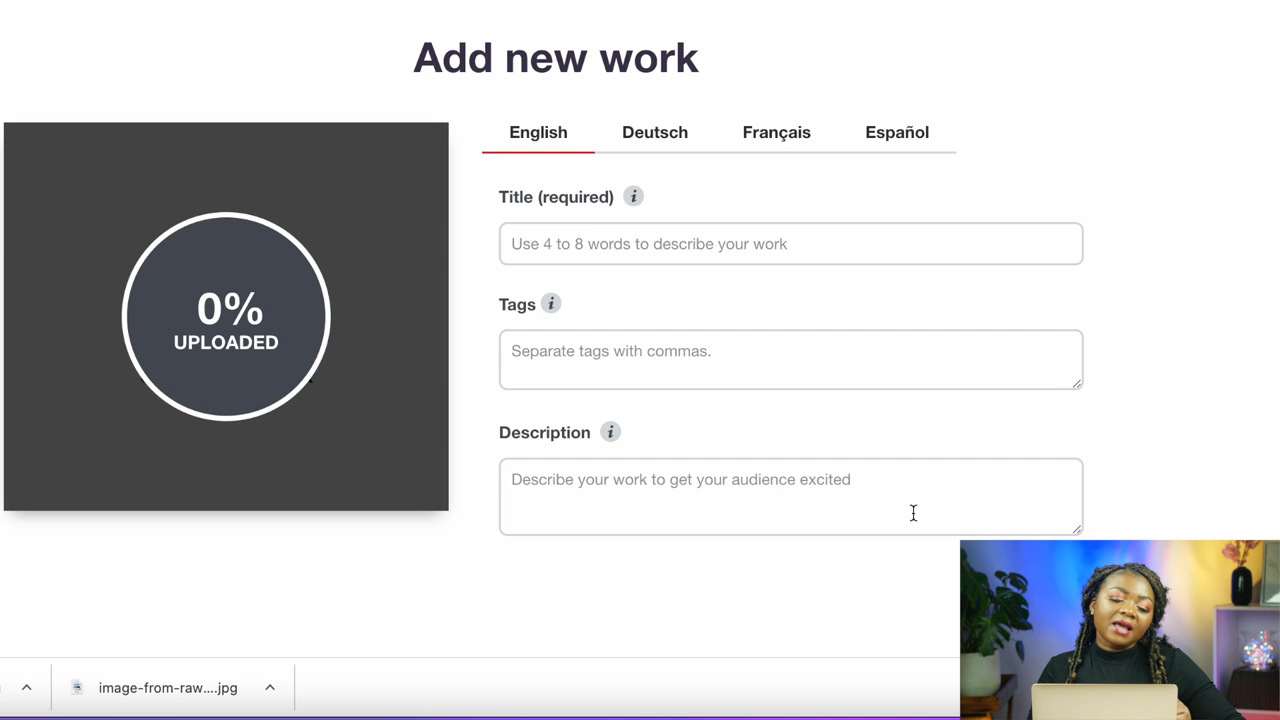 Add new work
English Deutsch Français Español
Title (required) i
Use 4 to 8 words to describe your work
0%
UPLOADED
Tags i
Separate tags with commas.
Description i
Describe your work to get your audience excited
image-from-raw....jpg